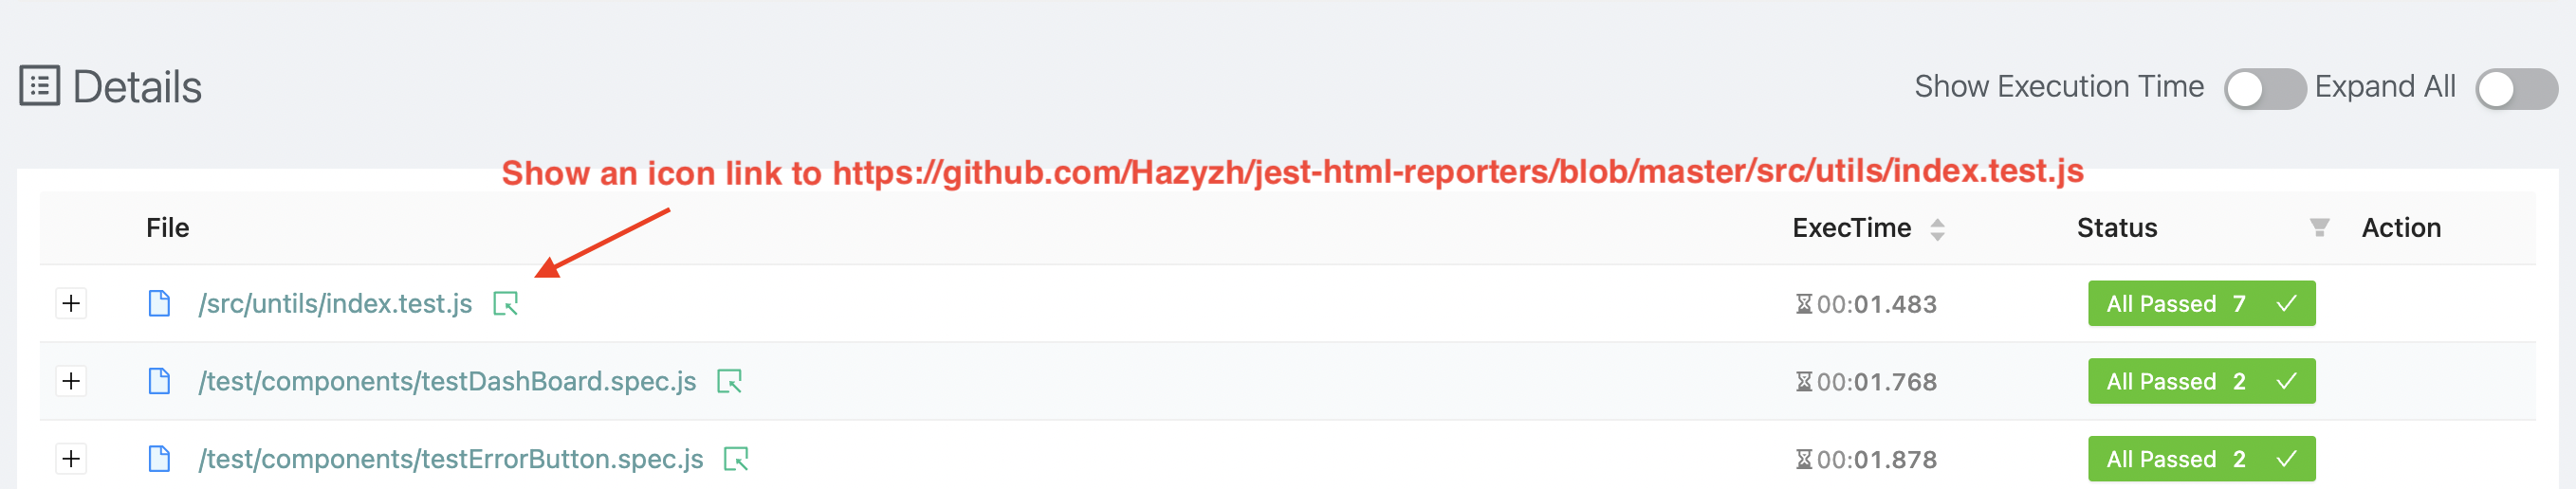 Details
Show Execution Time
Expand All
Show an icon link to https://github.com/Hazyzh/jest-html-reporters/blob/master/src/utils/index.test.js
File ExecTime Status Action
/src/untils/index.test.js 00:01.483 All Passed 7
/test/components/testDashBoard.spec.js 00:01.768 All Passed 2
/test/components/testErrorButton.spec.js 00:01.878 All Passed 2